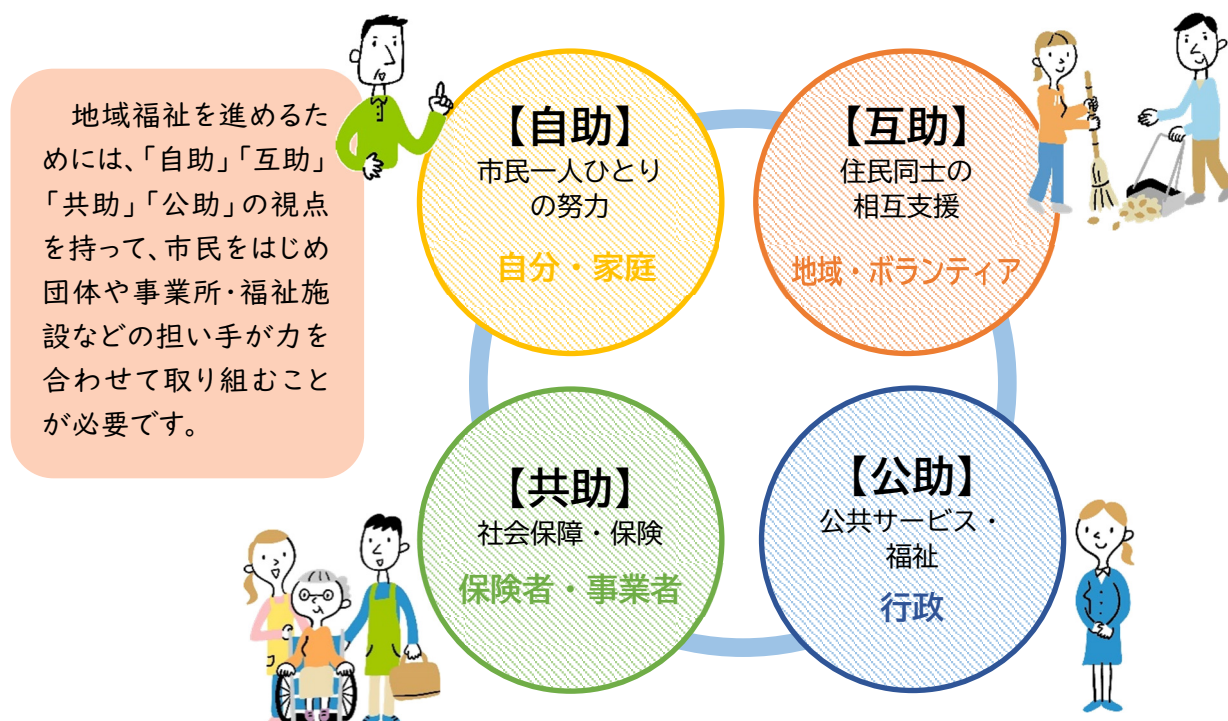 地域福祉を進めるた
めには、「自助」「互助」
「共助」「公助」の視点
を持って、市民をはじめ
団体や事業所・福祉施
設などの担い手が力を
合わせて取り組むこと
が必要です。
【自助】
市民一人ひとり
の努力
自分・家庭
【互助】
住民同士の
相互支援
地域・ボランティア
【共助】
社会保障・保険
保険者・事業者
【公助】
公共サービス・
福祉
行政